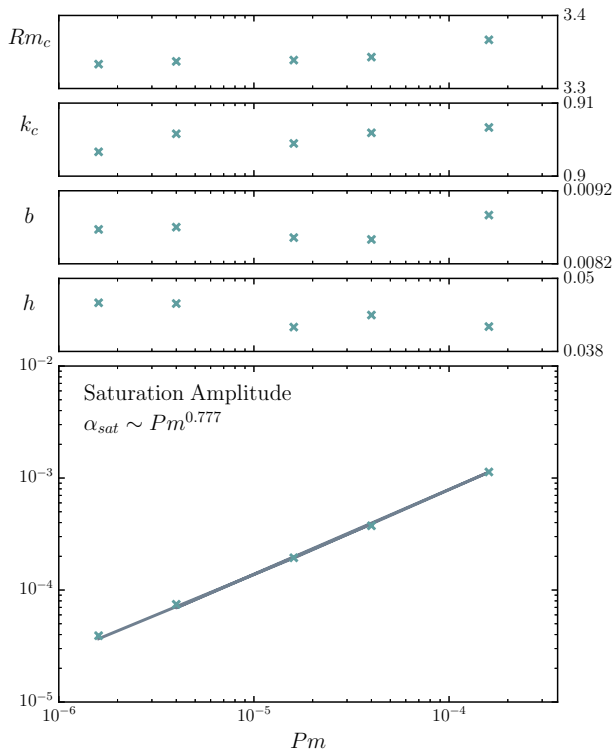 Rm_c
3.4
3.3
k_c
0.91
0.9
b
0.0092
0.0082
h
0.05
0.038
10^{-2}
Saturation Amplitude
α_{sat} ∼ Pm^{0.777}
10^{-3}
10^{-4}
10^{-5}
10^{-6} 10^{-5} 10^{-4}
Pm